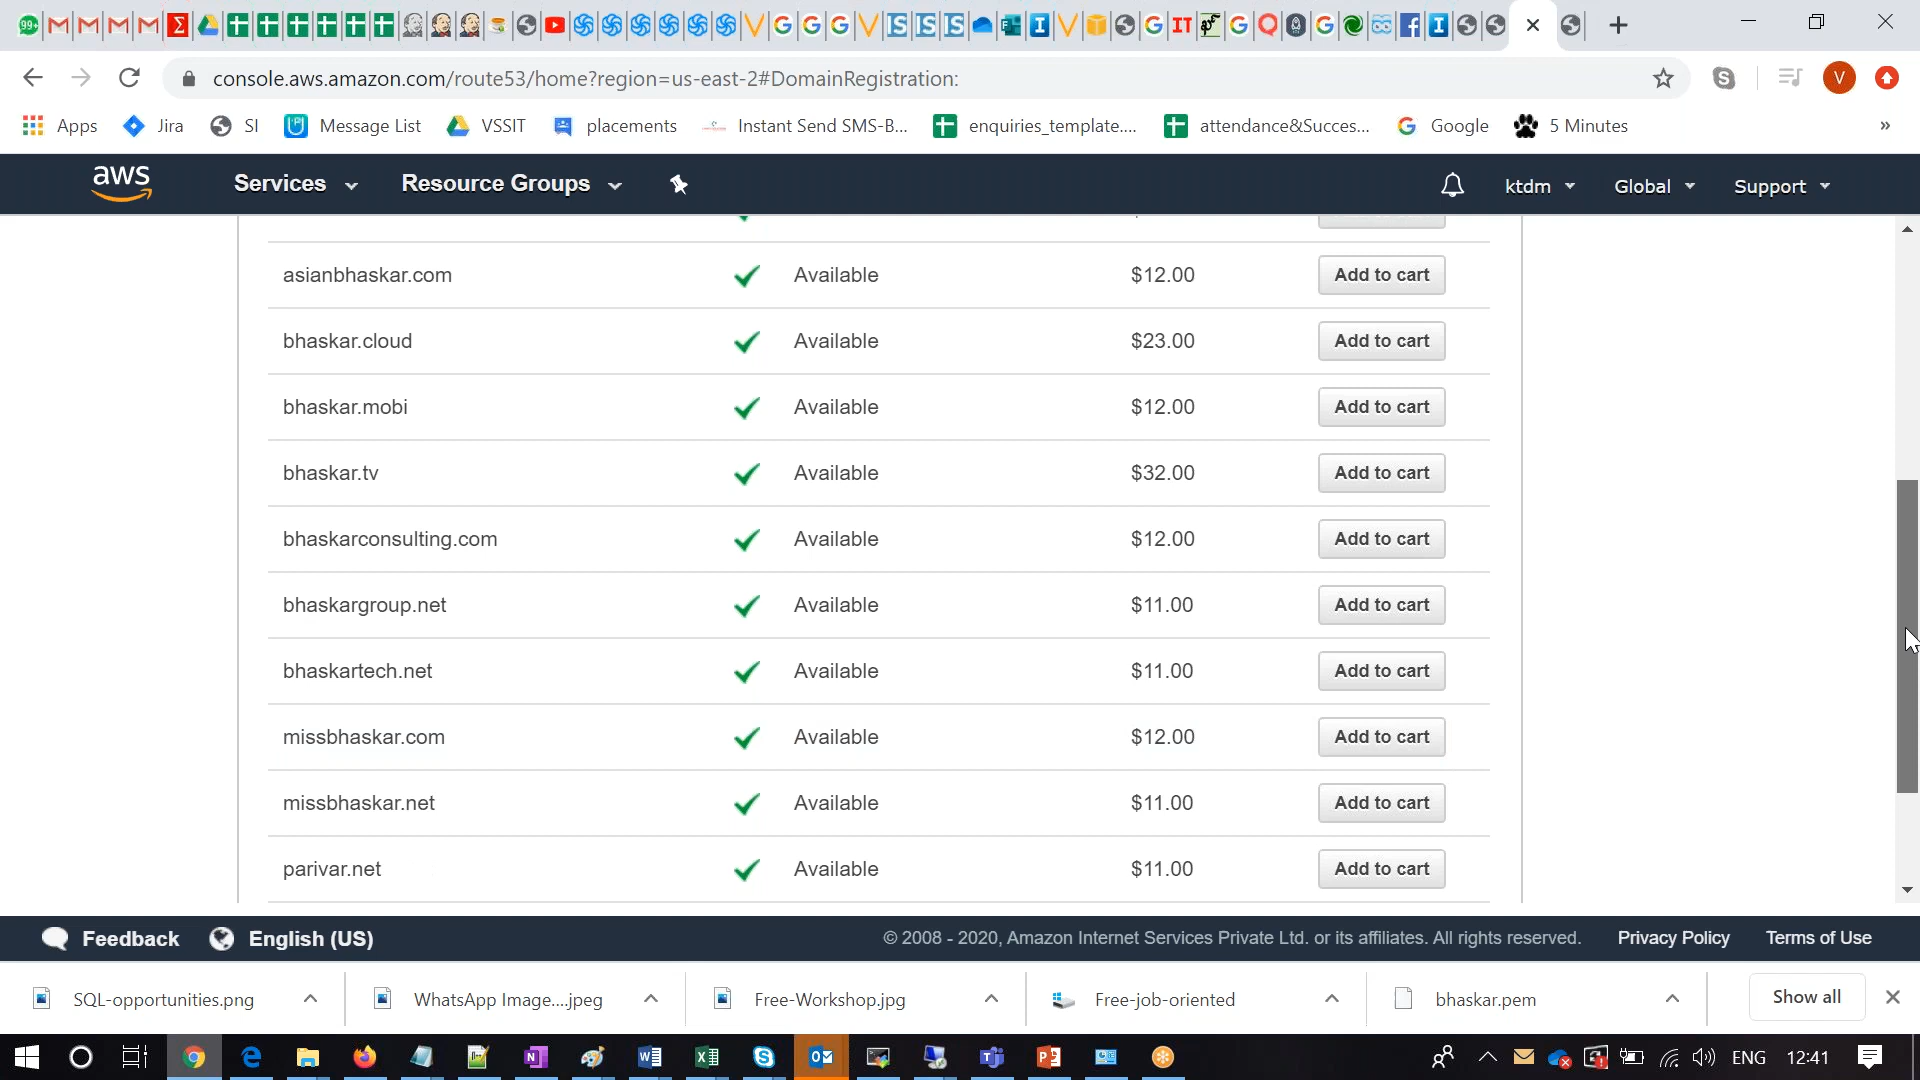 99+
console.aws.amazon.com/route53/home?region=us-east-2#DomainRegistration:
V
Apps Jira SI Message List VSSIT placements Instant Send SMS-B... enquiries_template.... attendance&Succes... Google 5 Minutes »
aws Services Resource Groups ktdm Global Support
asianbhaskar.com Available $12.00 Add to cart
bhaskar.cloud Available $23.00 Add to cart
bhaskar.mobi Available $12.00 Add to cart
bhaskar.tv Available $32.00 Add to cart
bhaskarconsulting.com Available $12.00 Add to cart
bhaskargroup.net Available $11.00 Add to cart
bhaskartech.net Available $11.00 Add to cart
missbhaskar.com Available $12.00 Add to cart
missbhaskar.net Available $11.00 Add to cart
parivar.net Available $11.00 Add to cart
Feedback English (US) © 2008 - 2020, Amazon Internet Services Private Ltd. or its affiliates. All rights reserved. Privacy Policy Terms of Use
SQL-opportunities.png WhatsApp Image....jpeg Free-Workshop.jpg Free-job-oriented bhaskar.pem Show all
ENG 12:41